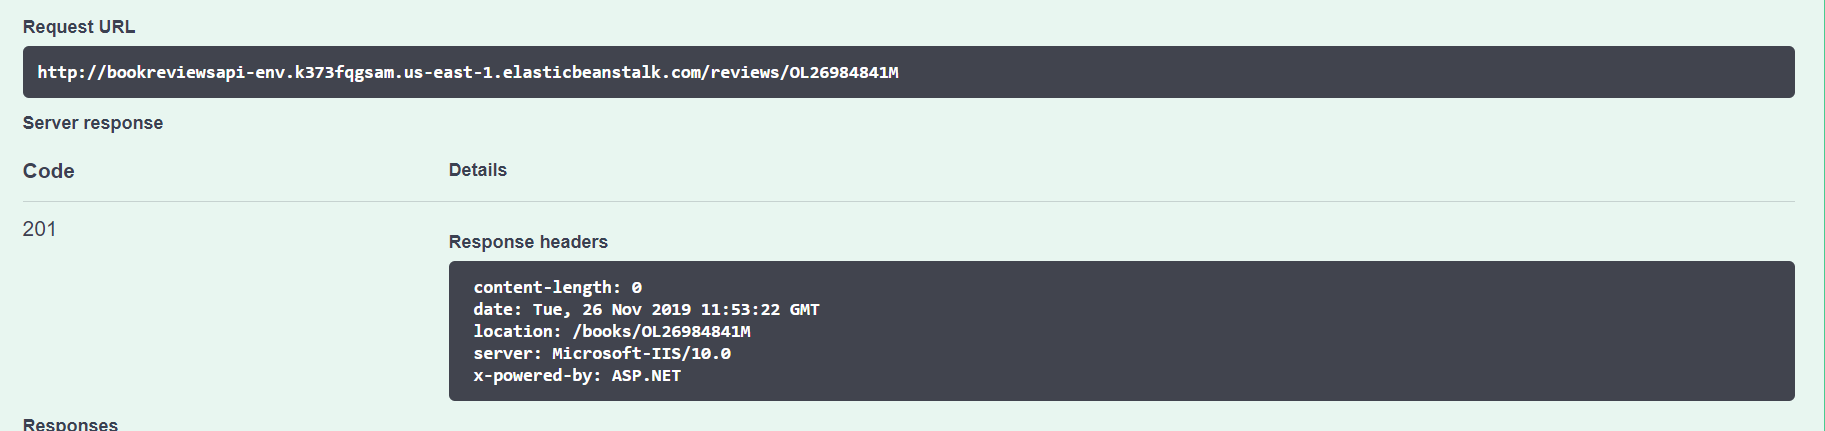 Request URL
http://bookreviewsapi-env.k373fqgsam.us-east-1.elasticbeanstalk.com/reviews/OL26984841M
Server response
Code Details
201
Response headers
content-length: 0
date: Tue, 26 Nov 2019 11:53:22 GMT
location: /books/OL26984841M
server: Microsoft-IIS/10.0
x-powered-by: ASP.NET
Responses